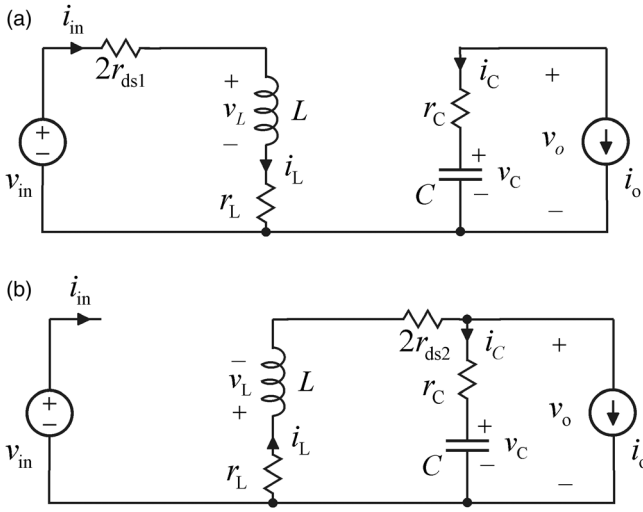 (a)
i_in
2r_ds1
+
v_L
−
L
i_L
r_L
+
−
v_in
i_C
r_C
+
v_C
−
C
+
v_o
−
i_o
(b)
i_in
2r_ds2
−
v_L
+
L
i_L
r_L
+
−
v_in
i_C
r_C
+
v_C
−
C
+
v_o
−
i_o